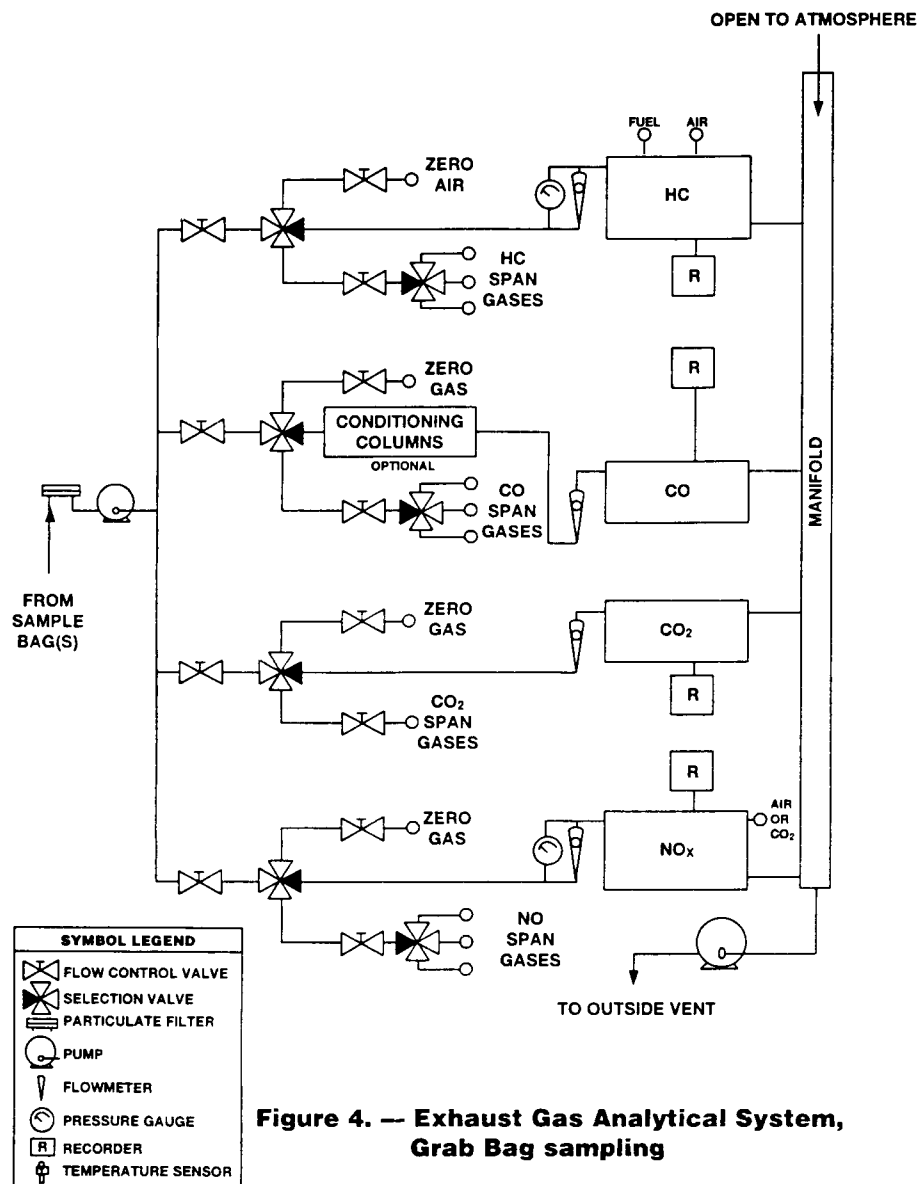 OPEN TO ATMOSPHERE
FUEL
AIR
ZERO
AIR
HC
HC
SPAN
GASES
R
R
ZERO
GAS
CONDITIONING
COLUMNS
OPTIONAL
CO
CO
SPAN
GASES
MANIFOLD
FROM
SAMPLE
BAG(S)
ZERO
GAS
CO₂
R
CO₂
SPAN
GASES
R
ZERO
GAS
AIR
OR
CO₂
NOₓ
NO
SPAN
GASES
TO OUTSIDE VENT
SYMBOL LEGEND
FLOW CONTROL VALVE
SELECTION VALVE
PARTICULATE FILTER
PUMP
FLOWMETER
PRESSURE GAUGE
R RECORDER
TEMPERATURE SENSOR
Figure 4. — Exhaust Gas Analytical System,
Grab Bag sampling